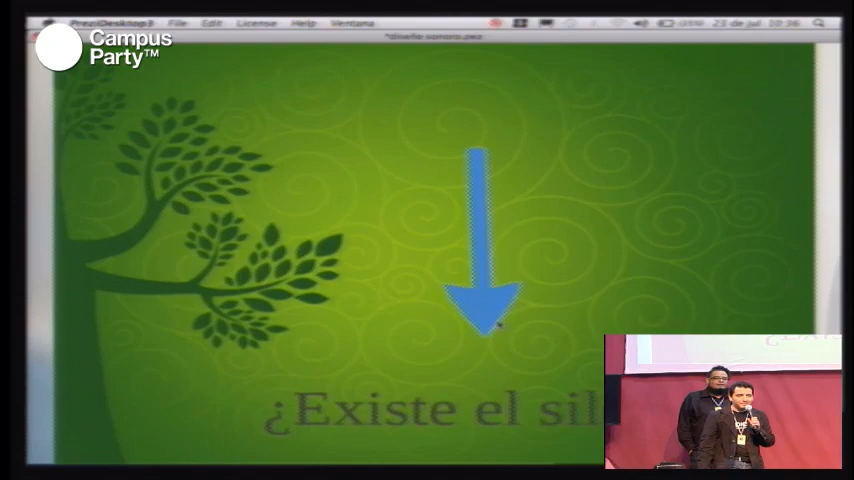 PreziDesktop3 File Edit License Help Ventana 23 de jul 10:36
*diseño sonoro.pez
Campus
Party™
¿Existe el sil